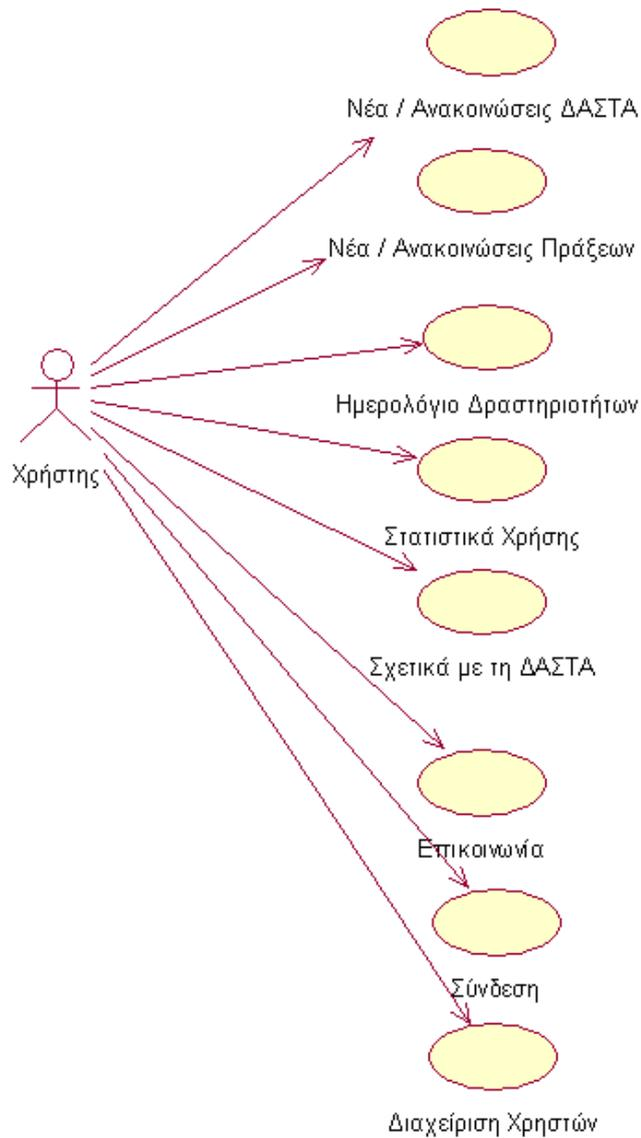 Νέα / Ανακοινώσεις ΔΑΣΤΑ
Νέα / Ανακοινώσεις Πράξεων
Ημερολόγιο Δραστηριοτήτων
Χρήστης
Στατιστικά Χρήσης
Σχετικά με τη ΔΑΣΤΑ
Επικοινωνία
Σύνδεση
Διαχείριση Χρηστών